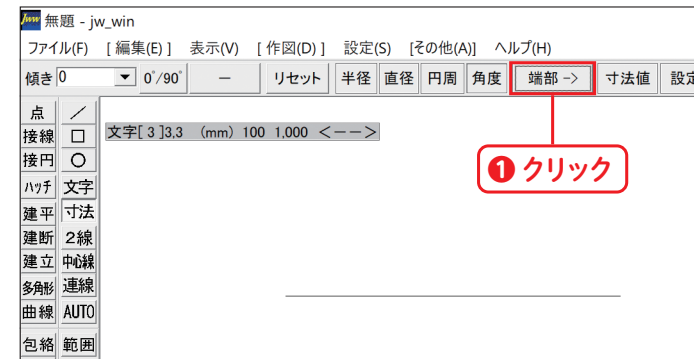 Jww 無題 - jw_win
ファイル(F) [ 編集(E) ] 表示(V) [ 作図(D) ] 設定(S) [その他(A)] ヘルプ(H)
傾き 0 0°/90° － リセット 半径 直径 円周 角度 端部 -> 寸法値 設定
点 ／
接線 □
接円 ○
ハッチ 文字
建平 寸法
建断 2線
建立 中心線
多角形 連線
曲線 AUTO
包絡 範囲
文字[ 3 ]3,3 (mm) 100 1,000 <－－>
❶ クリック